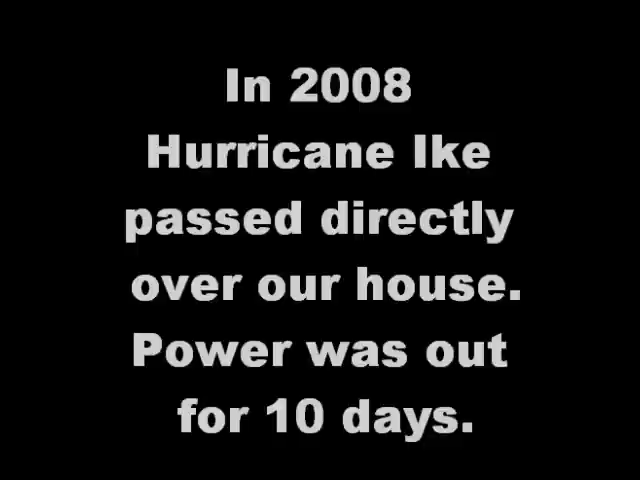 In 2008
Hurricane Ike
passed directly
over our house.
Power was out
for 10 days.